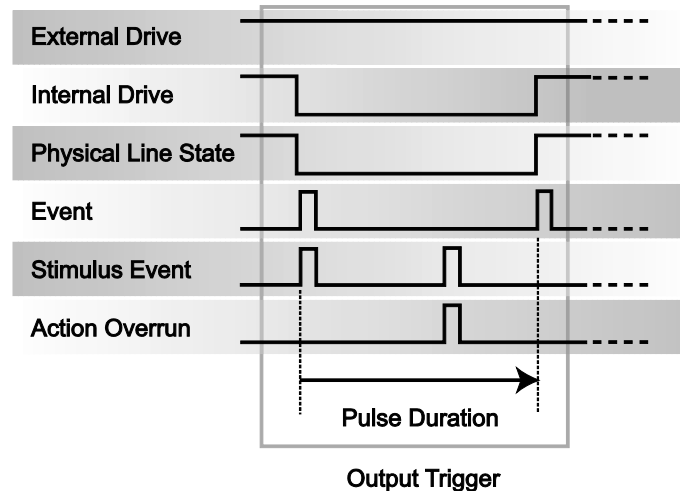 External Drive
Internal Drive
Physical Line State
Event
Stimulus Event
Action Overrun
Pulse Duration
Output Trigger